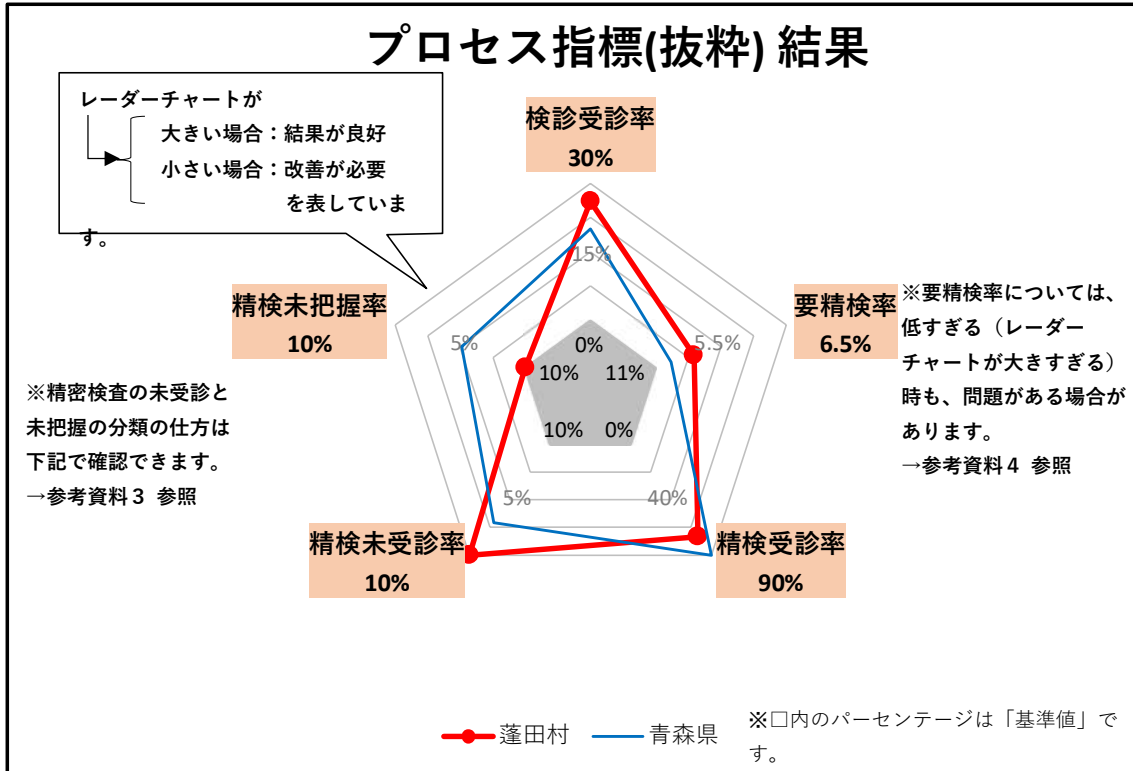 プロセス指標(抜粋) 結果
レーダーチャートが
大きい場合：結果が良好
小さい場合：改善が必要
を表していま
す。
検診受診率
30%
15%
精検未把握率
10%
5%
要精検率
6.5%
5.5%
※要精検率については、
低すぎる（レーダー
チャートが大きすぎる）
時も、問題がある場合が
あります。
→参考資料４ 参照
0%
10%
11%
10%
0%
※精密検査の未受診と
未把握の分類の仕方は
下記で確認できます。
→参考資料３ 参照
5%
40%
精検未受診率
10%
精検受診率
90%
蓬田村
青森県
※□内のパーセンテージは「基準値」で
す。